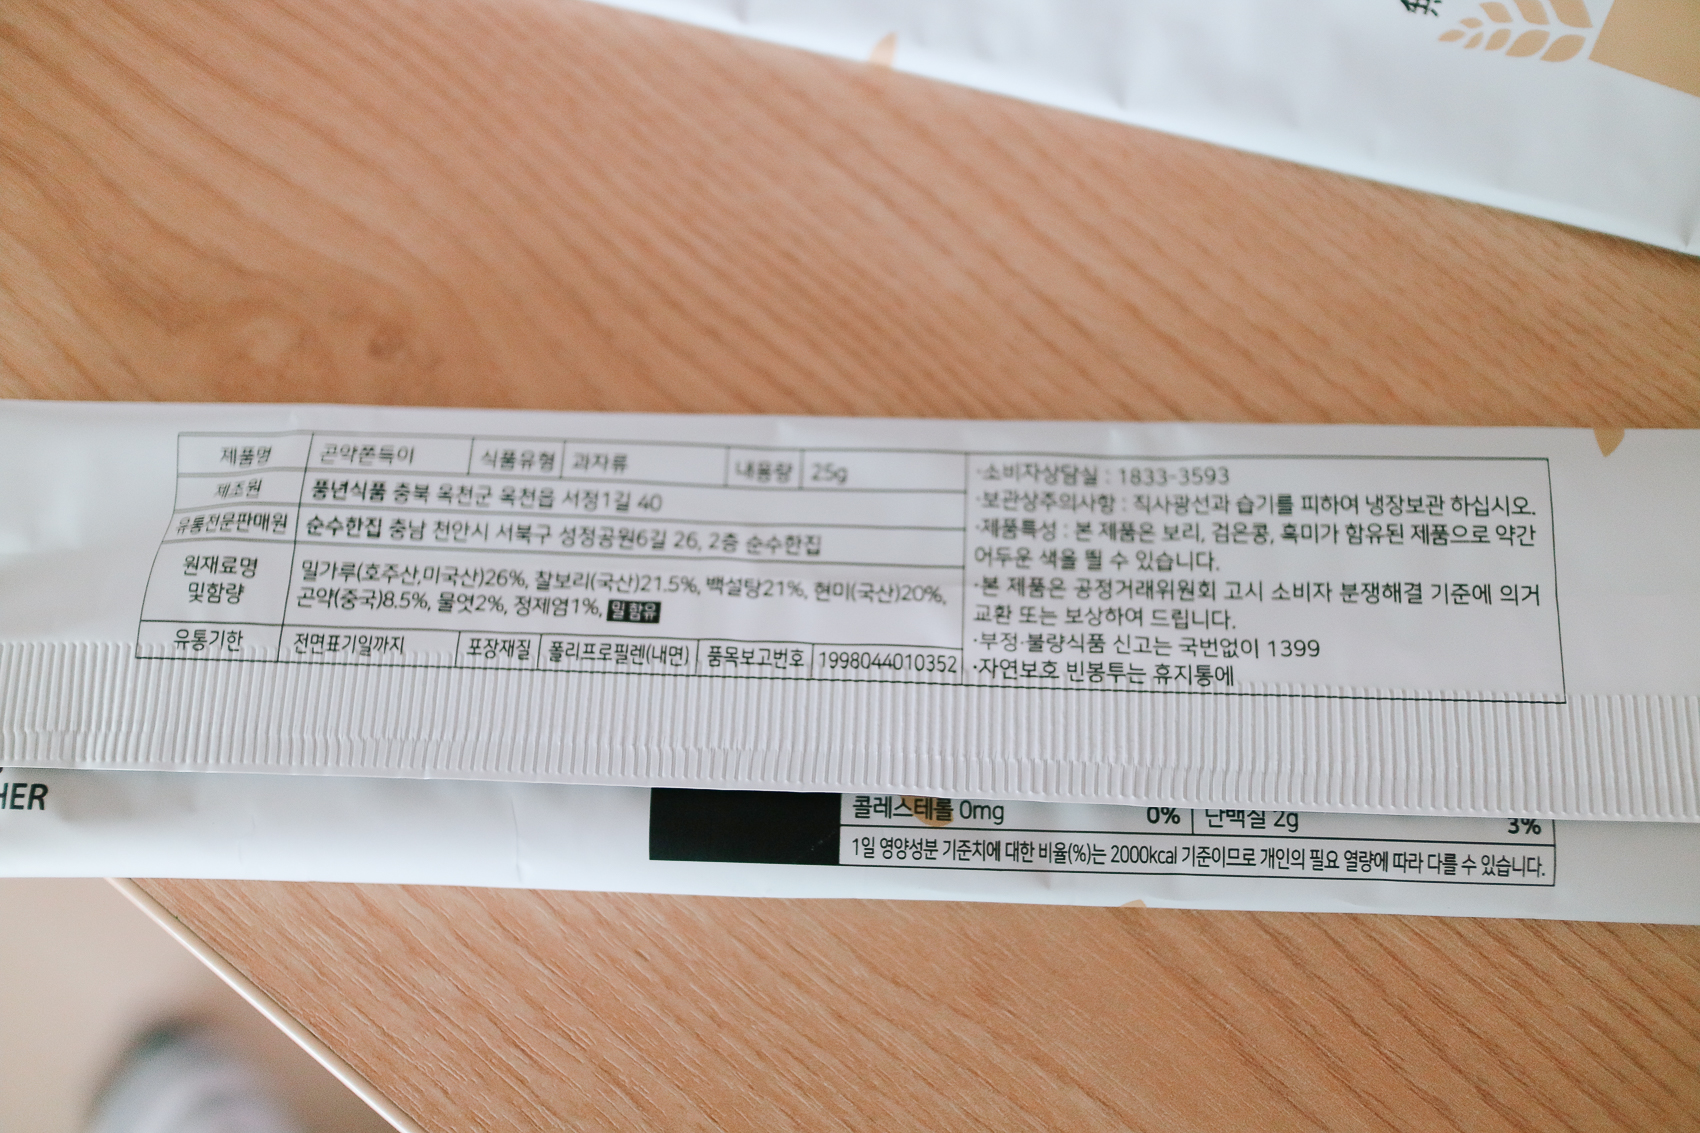 제품명 곤약쫀득이 식품유형 과자류 내용량 25g
제조원 풍년식품 충북 옥천군 옥천읍 서정1길 40
유통전문판매원 순수한집 충남 천안시 서북구 성정공원6길 26, 2층 순수한집
원재료명
및함량
밀가루(호주산,미국산)26%, 찰보리(국산)21.5%, 백설탕21%, 현미(국산)20%,
곤약(중국)8.5%, 물엿2%, 정제염1%, 밀 함유
유통기한 전면표기일까지 포장재질 폴리프로필렌(내면) 품목보고번호 1998044010352
·소비자상담실 : 1833-3593
·보관상주의사항 : 직사광선과 습기를 피하여 냉장보관 하십시오.
·제품특성 : 본 제품은 보리, 검은콩, 흑미가 함유된 제품으로 약간
어두운 색을 띌 수 있습니다.
·본 제품은 공정거래위원회 고시 소비자 분쟁해결 기준에 의거
교환 또는 보상하여 드립니다.
·부정·불량식품 신고는 국번없이 1399
·자연보호 빈봉투는 휴지통에
HER
콜레스테롤 0mg 0% 단백질 2g 3%
1일 영양성분 기준치에 대한 비율(%)는 2000kcal 기준이므로 개인의 필요 열량에 따라 다를 수 있습니다.